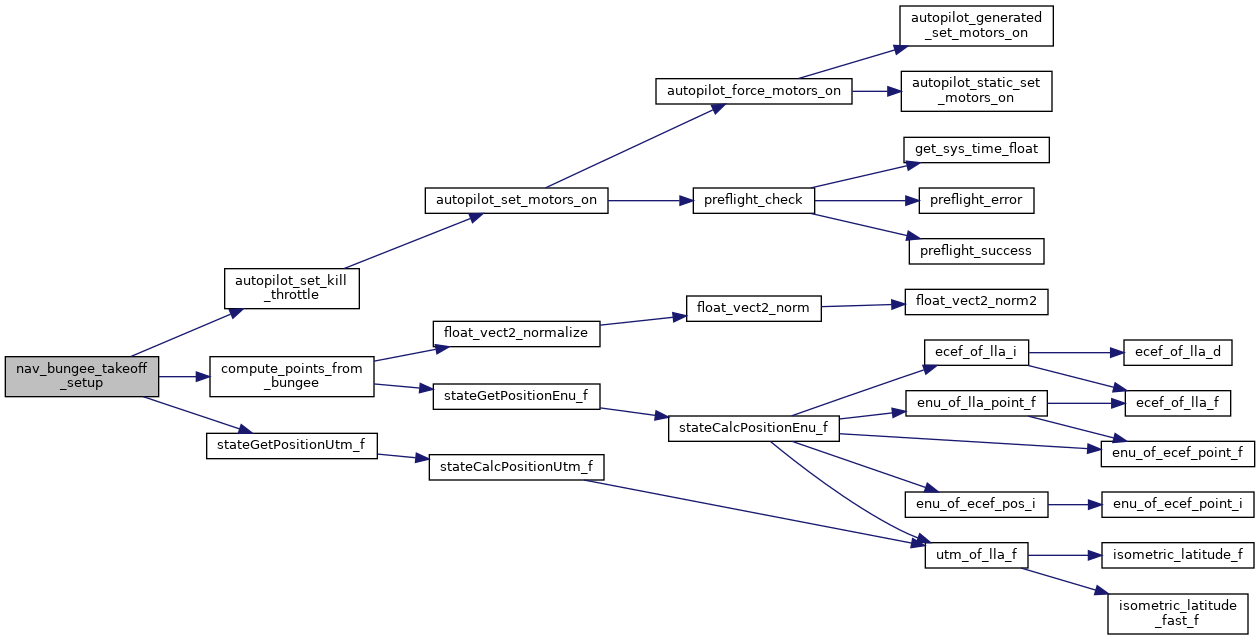 autopilot_generated
_set_motors_on
autopilot_force_motors_on
autopilot_static_set
_motors_on
get_sys_time_float
autopilot_set_motors_on
preflight_check
preflight_error
preflight_success
autopilot_set_kill
_throttle
float_vect2_normalize
float_vect2_norm
float_vect2_norm2
nav_bungee_takeoff
_setup
compute_points_from
_bungee
stateGetPositionEnu_f
stateCalcPositionEnu_f
ecef_of_lla_i
ecef_of_lla_d
enu_of_lla_point_f
ecef_of_lla_f
enu_of_ecef_point_f
stateGetPositionUtm_f
stateCalcPositionUtm_f
enu_of_ecef_pos_i
enu_of_ecef_point_i
utm_of_lla_f
isometric_latitude_f
isometric_latitude
_fast_f